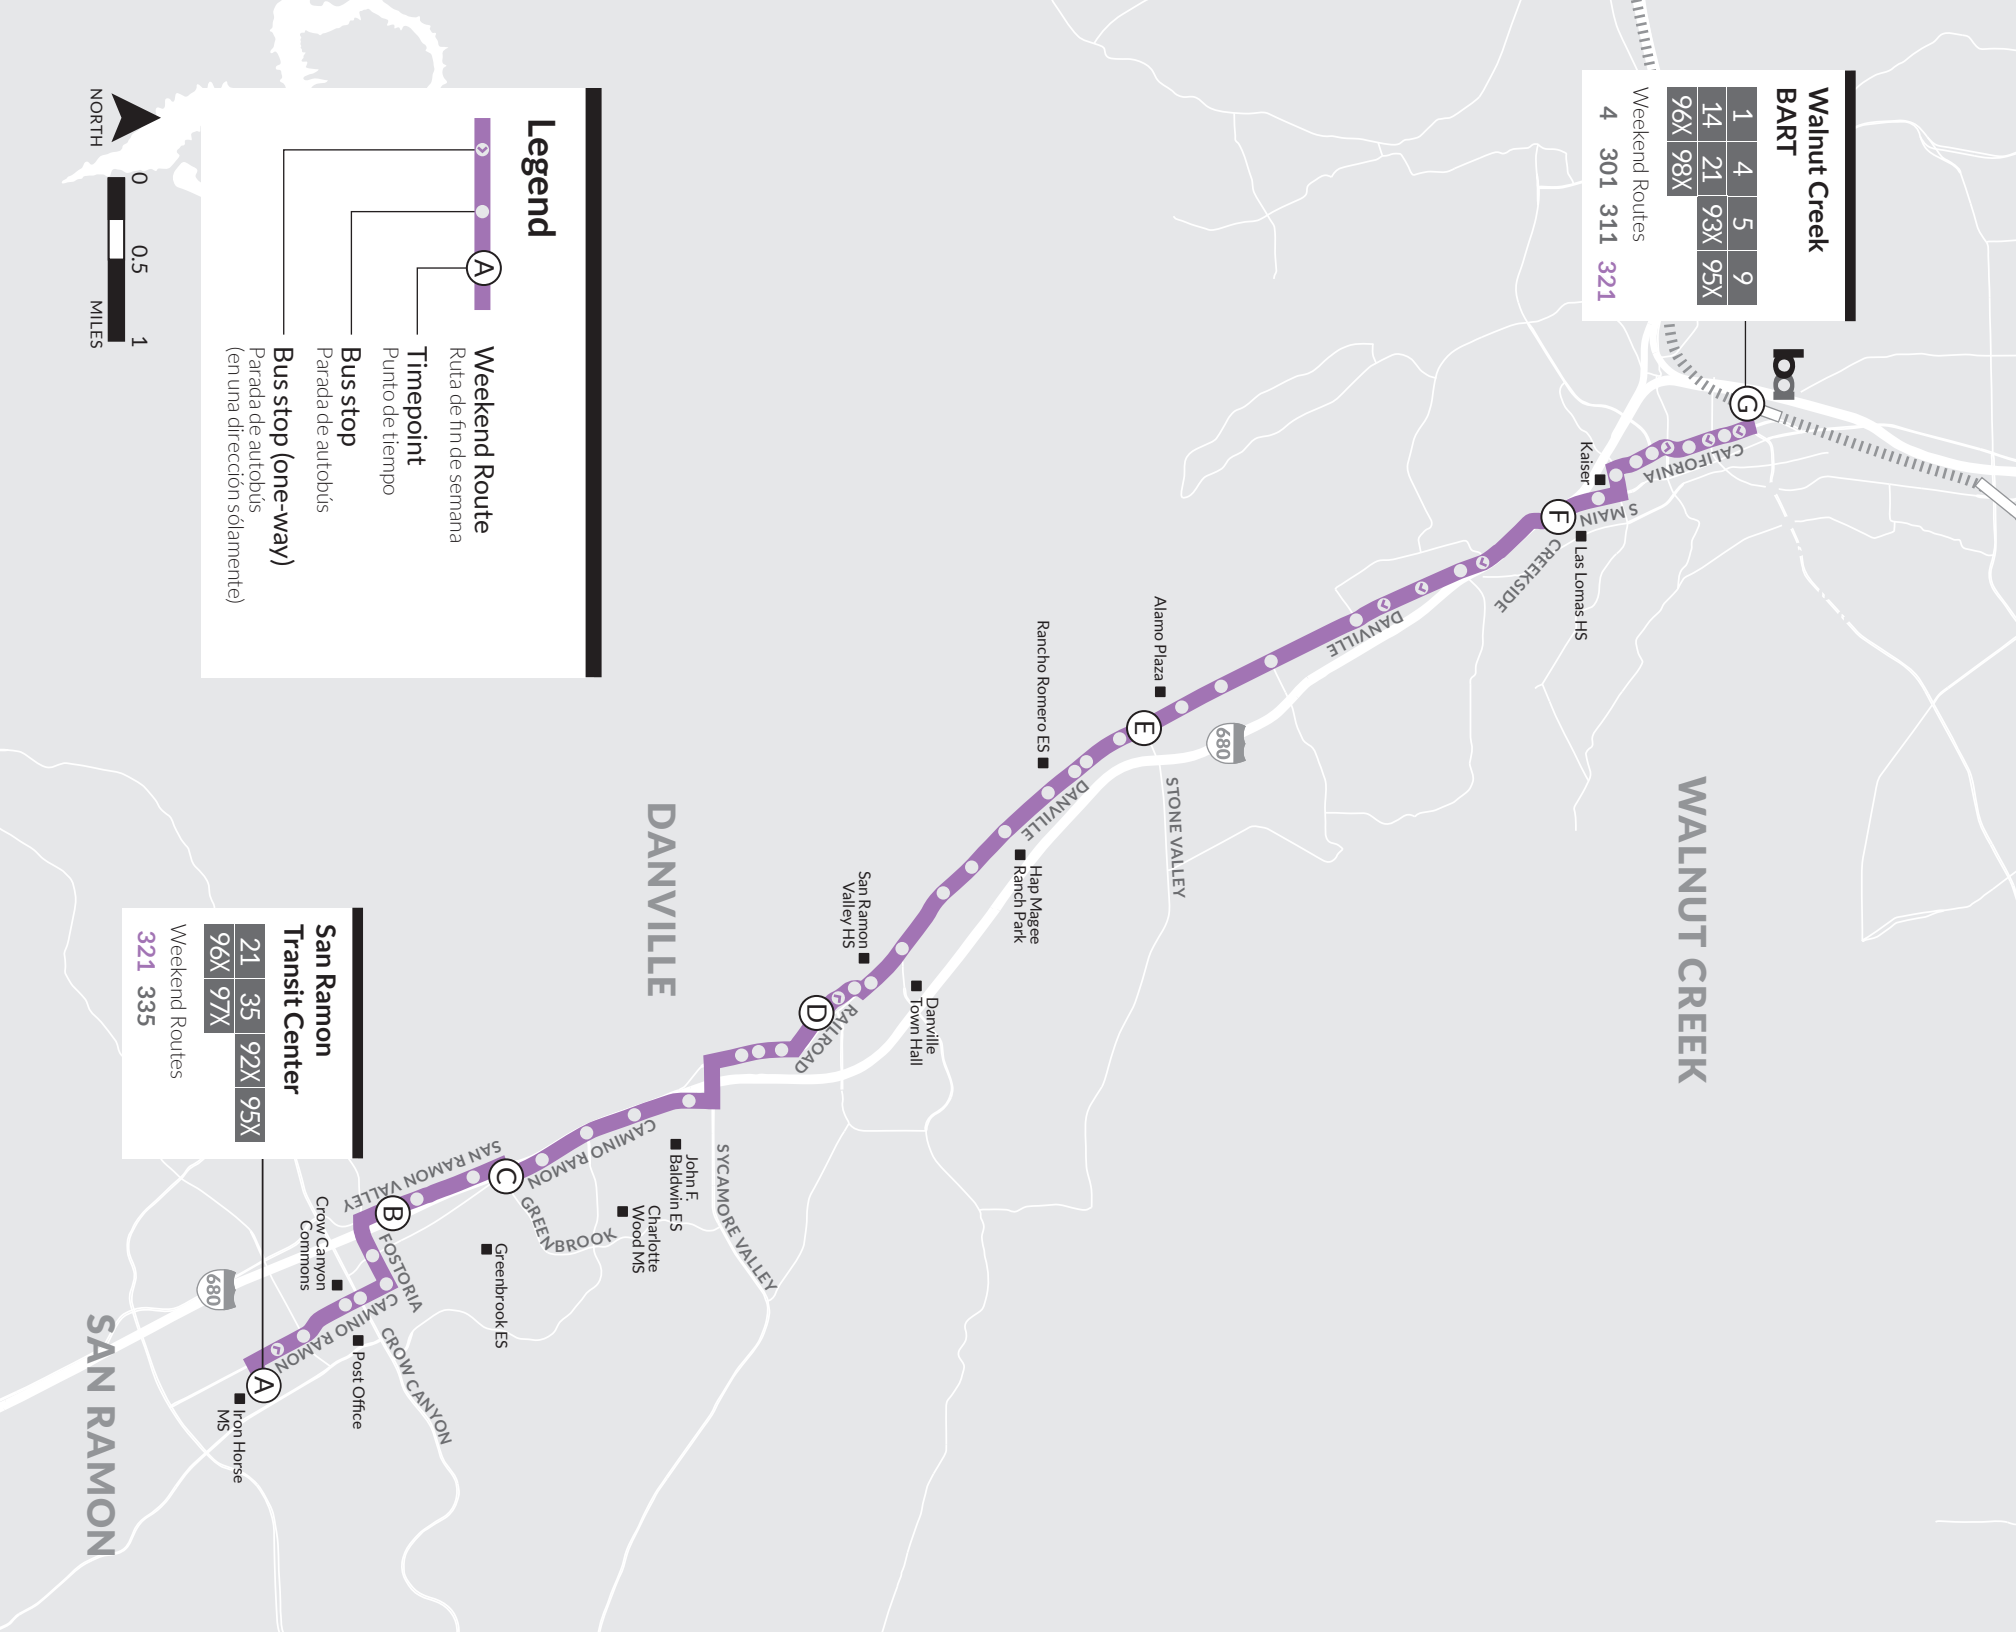 Walnut Creek
BART
1 4 5 9
14 21 93X 95X
96X 98X
Weekend Routes
4 301 311 321
ba
G
CALIFORNIA
Kaiser
S MAIN
F
Las Lomas HS
CREEKSIDE
DANVILLE
WALNUT CREEK
680
Alamo Plaza
E
STONE VALLEY
Rancho Romero ES
DANVILLE
Hap Magee
Ranch Park
San Ramon
Valley HS
Danville
Town Hall
D
RAILROAD
DANVILLE
SYCAMORE VALLEY
John F.
Baldwin ES
CAMINO RAMON
Charlotte
Wood MS
GREENBROOK
C
Greenbrook ES
SAN RAMON VALLEY
B
FOSTORIA
Crow Canyon
Commons
CAMINO RAMON
CROW CANYON
Post Office
680
A
Iron Horse
MS
SAN RAMON
San Ramon
Transit Center
21 35 92X 95X
96X 97X
Weekend Routes
321 335
Legend
A
Weekend Route
Ruta de fin de semana
Timepoint
Punto de tiempo
Bus stop
Parada de autobús
Bus stop (one-way)
Parada de autobús
(en una dirección sólamente)
NORTH
0 0.5 1
MILES